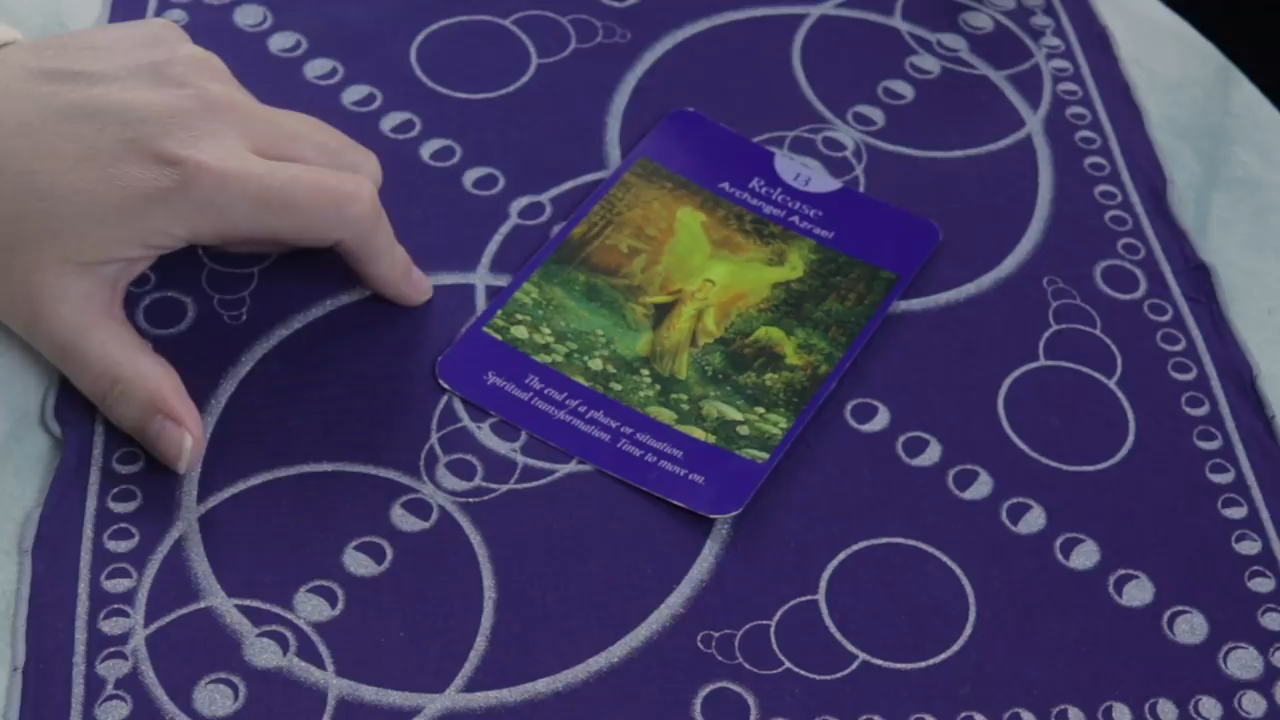 13
Release
Archangel Azrael
The end of a phase or situation.
Spiritual transformation. Time to move on.